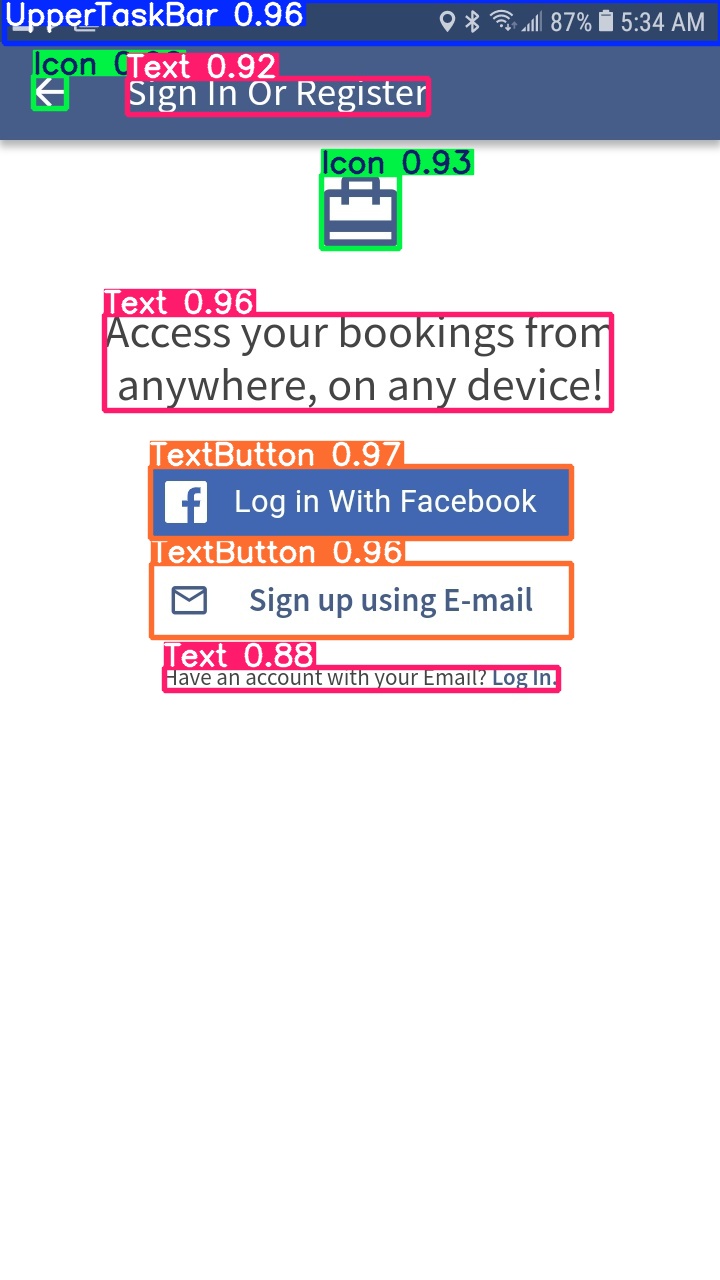 UpperTaskBar 0.96
87% 5:34 AM
Icon 0
Text 0.92
Sign In Or Register
Icon 0.93
Text 0.96
Access your bookings from
anywhere, on any device!
TextButton 0.97
Log in With Facebook
TextButton 0.96
Sign up using E-mail
Text 0.88
Have an account with your Email? Log In.